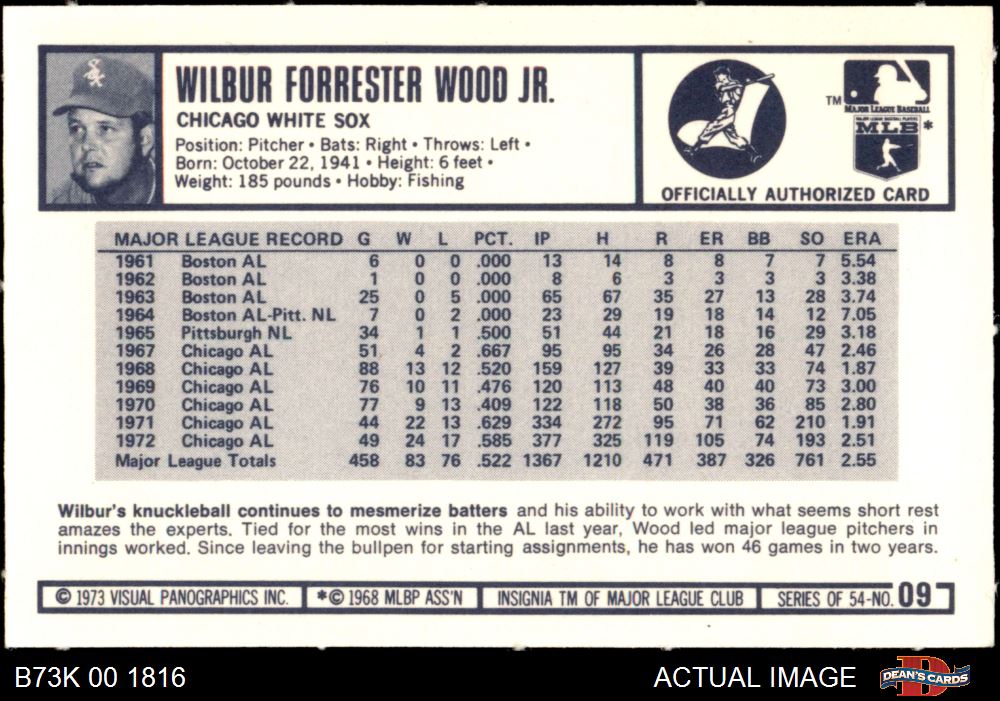 WILBUR FORRESTER WOOD JR.
CHICAGO WHITE SOX
Position: Pitcher • Bats: Right • Throws: Left •
Born: October 22, 1941 • Height: 6 feet •
Weight: 185 pounds • Hobby: Fishing
TM MAJOR LEAGUE BASEBALL
MAJOR LEAGUE BASEBALL PLAYERS
MLB *
OFFICIALLY AUTHORIZED CARD
MAJOR LEAGUE RECORD G W L PCT. IP H R ER BB SO ERA
1961 Boston AL 6 0 0 .000 13 14 8 8 7 7 5.54
1962 Boston AL 1 0 0 .000 8 6 3 3 3 3 3.38
1963 Boston AL 25 0 5 .000 65 67 35 27 13 28 3.74
1964 Boston AL-Pitt. NL 7 0 2 .000 23 29 19 18 14 12 7.05
1965 Pittsburgh NL 34 1 1 .500 51 44 21 18 16 29 3.18
1967 Chicago AL 51 4 2 .667 95 95 34 26 28 47 2.46
1968 Chicago AL 88 13 12 .520 159 127 39 33 33 74 1.87
1969 Chicago AL 76 10 11 .476 120 113 48 40 40 73 3.00
1970 Chicago AL 77 9 13 .409 122 118 50 38 36 85 2.80
1971 Chicago AL 44 22 13 .629 334 272 95 71 62 210 1.91
1972 Chicago AL 49 24 17 .585 377 325 119 105 74 193 2.51
Major League Totals 458 83 76 .522 1367 1210 471 387 326 761 2.55
Wilbur's knuckleball continues to mesmerize batters and his ability to work with what seems short rest
amazes the experts. Tied for the most wins in the AL last year, Wood led major league pitchers in
innings worked. Since leaving the bullpen for starting assignments, he has won 46 games in two years.
© 1973 VISUAL PANOGRAPHICS INC. *© 1968 MLBP ASS'N INSIGNIA TM OF MAJOR LEAGUE CLUB SERIES OF 54-NO. 09
B73K 00 1816 ACTUAL IMAGE D DEAN'S CARDS